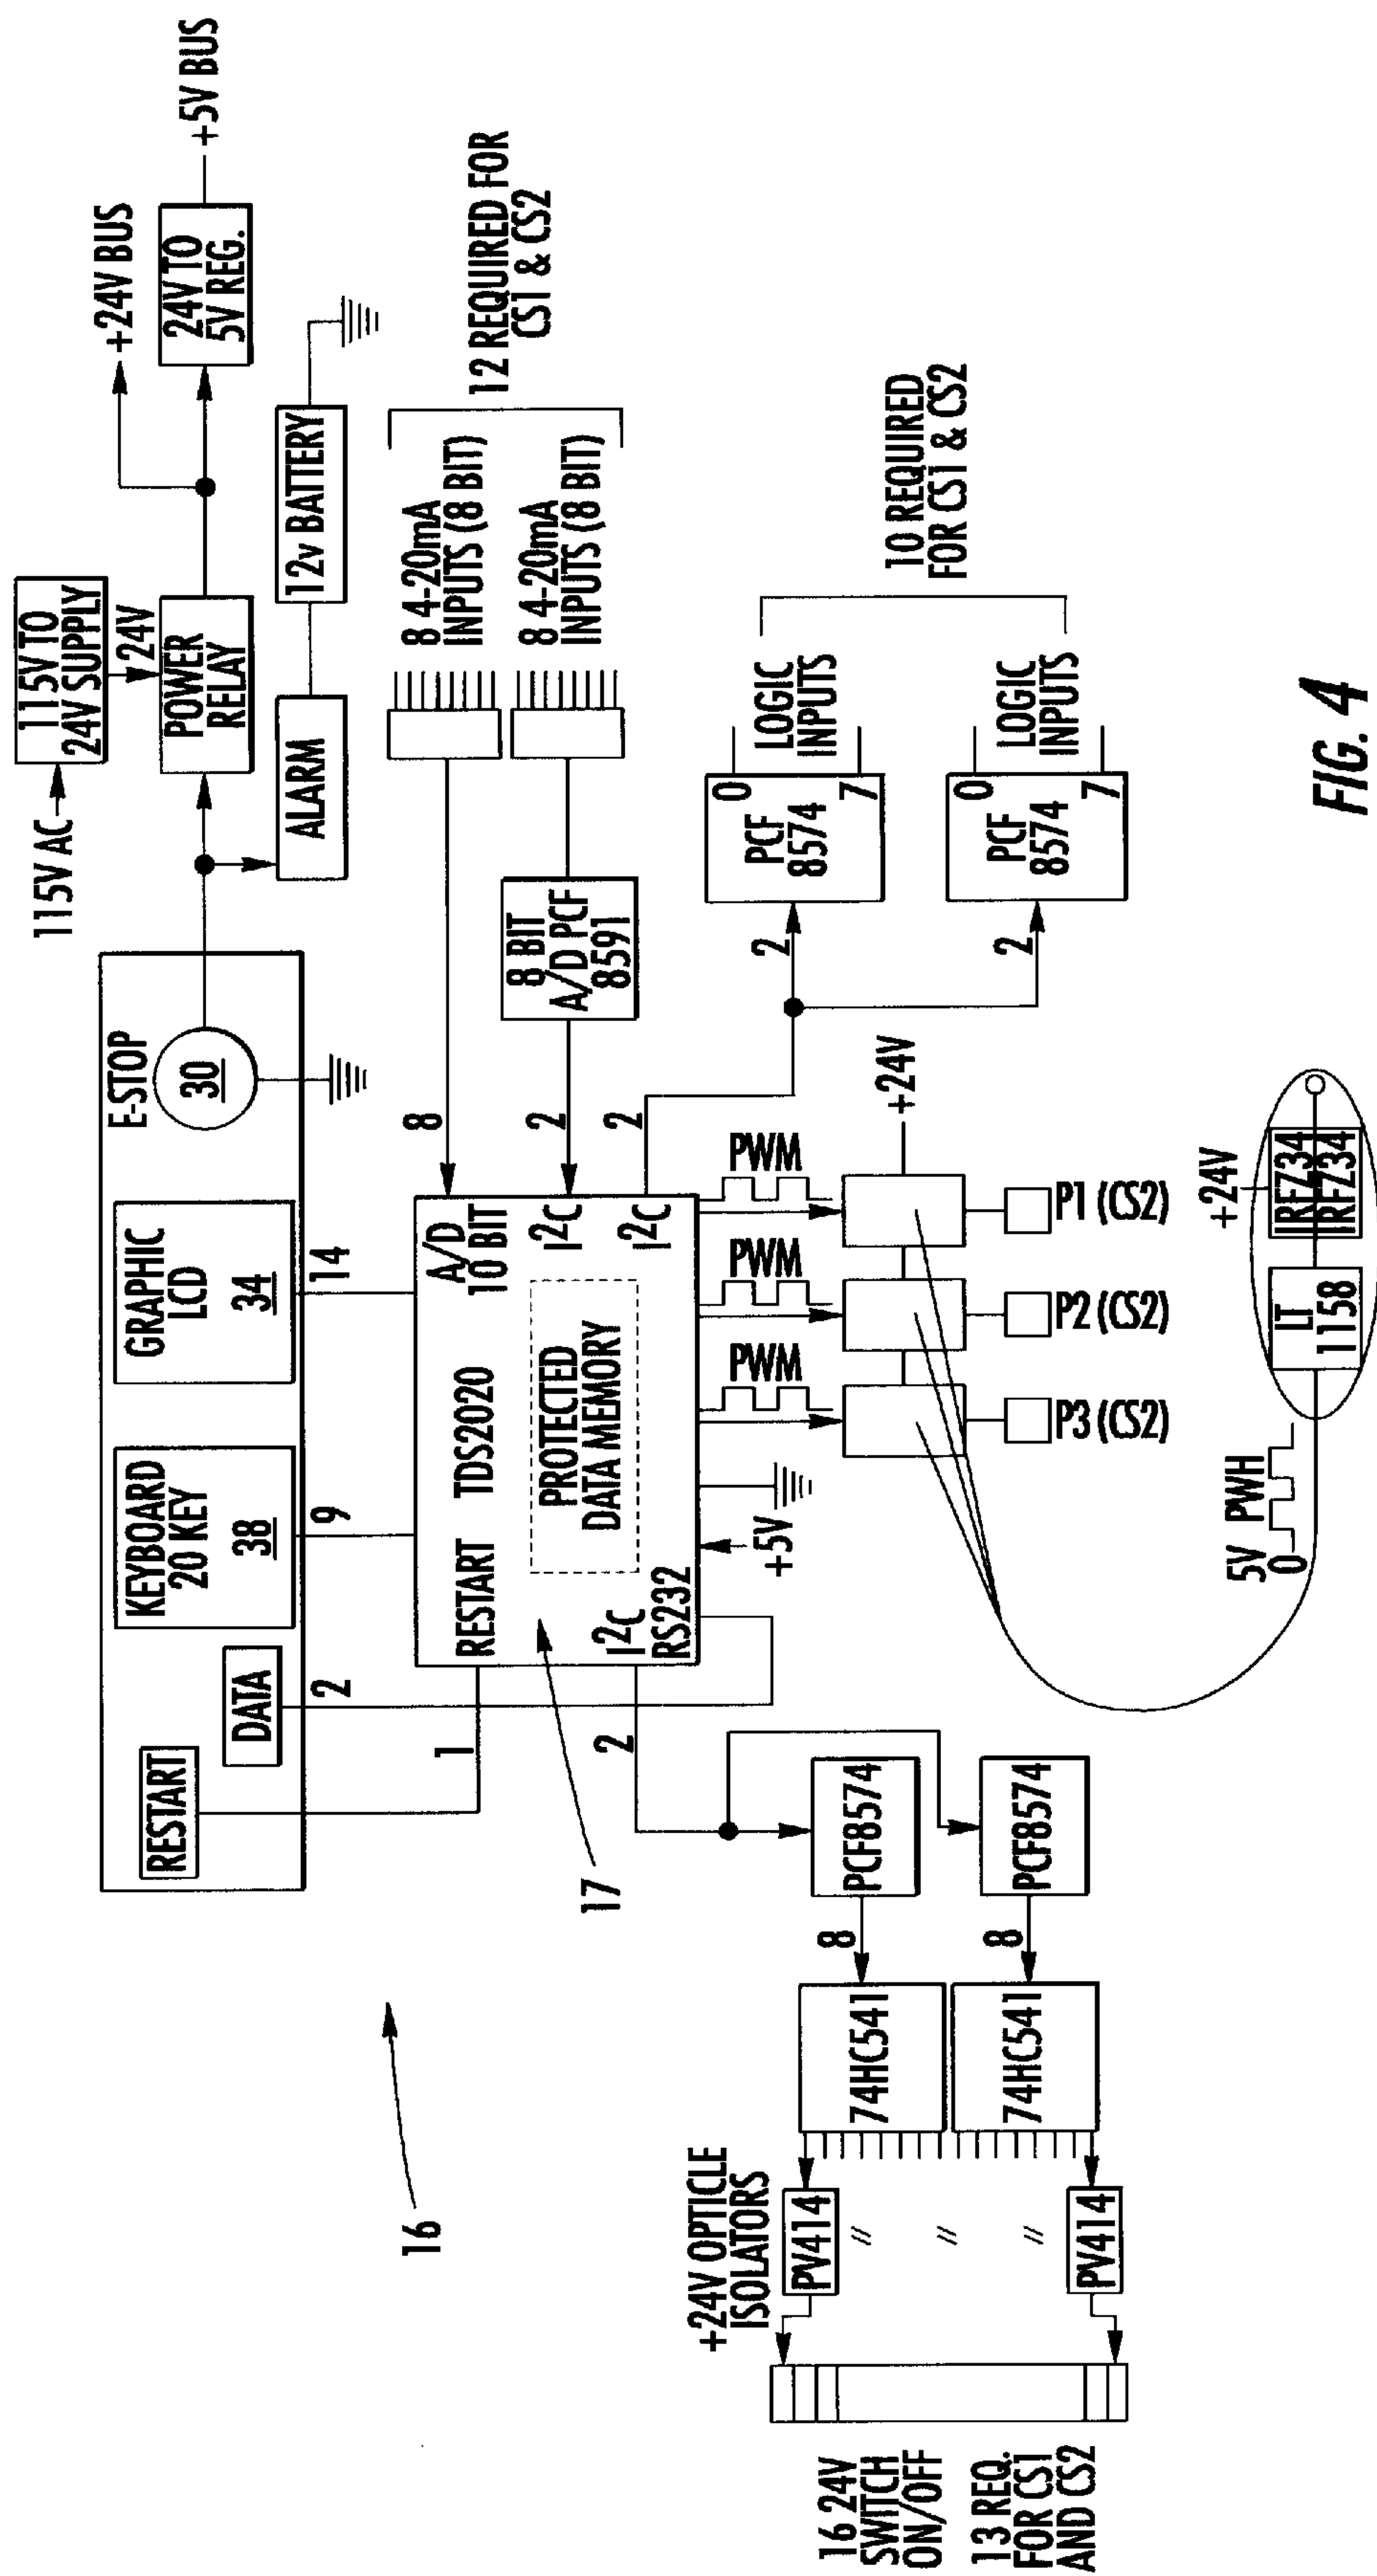 115V AC
115V TO
24V SUPPLY
24V
POWER
RELAY
+24V BUS
24V TO
5V REG.
+5V BUS
ALARM
12v BATTERY
RESTART
DATA
KEYBOARD
20 KEY
38
GRAPHIC
LCD
34
E-STOP
30
1
2
9
14
8
2
2
2
RESTART
TDS2020
A/D
10 BIT
PROTECTED
DATA MEMORY
I2C
I2C
I2C
RS232
+5V
8 4-20mA
INPUTS (8 BIT)
8 4-20mA
INPUTS (8 BIT)
12 REQUIRED FOR
CS1 & CS2
8 BIT
A/D PCF
8591
2
2
PCF
8574
0
7
LOGIC
INPUTS
PCF
8574
0
7
LOGIC
INPUTS
10 REQUIRED
FOR CS1 & CS2
PWM
PWM
PWM
+24V
P3 (CS2)
P2 (CS2)
P1 (CS2)
5V PWH
0
LT
1158
+24V
IRFZ34
IRFZ34
17
16
PCF8574
PCF8574
8
8
74HC541
74HC541
+24V OPTICLE
ISOLATORS
PV414
PV414
16 24V
SWITCH
ON/OFF
13 REQ.
FOR CS1
AND CS2
FIG. 4